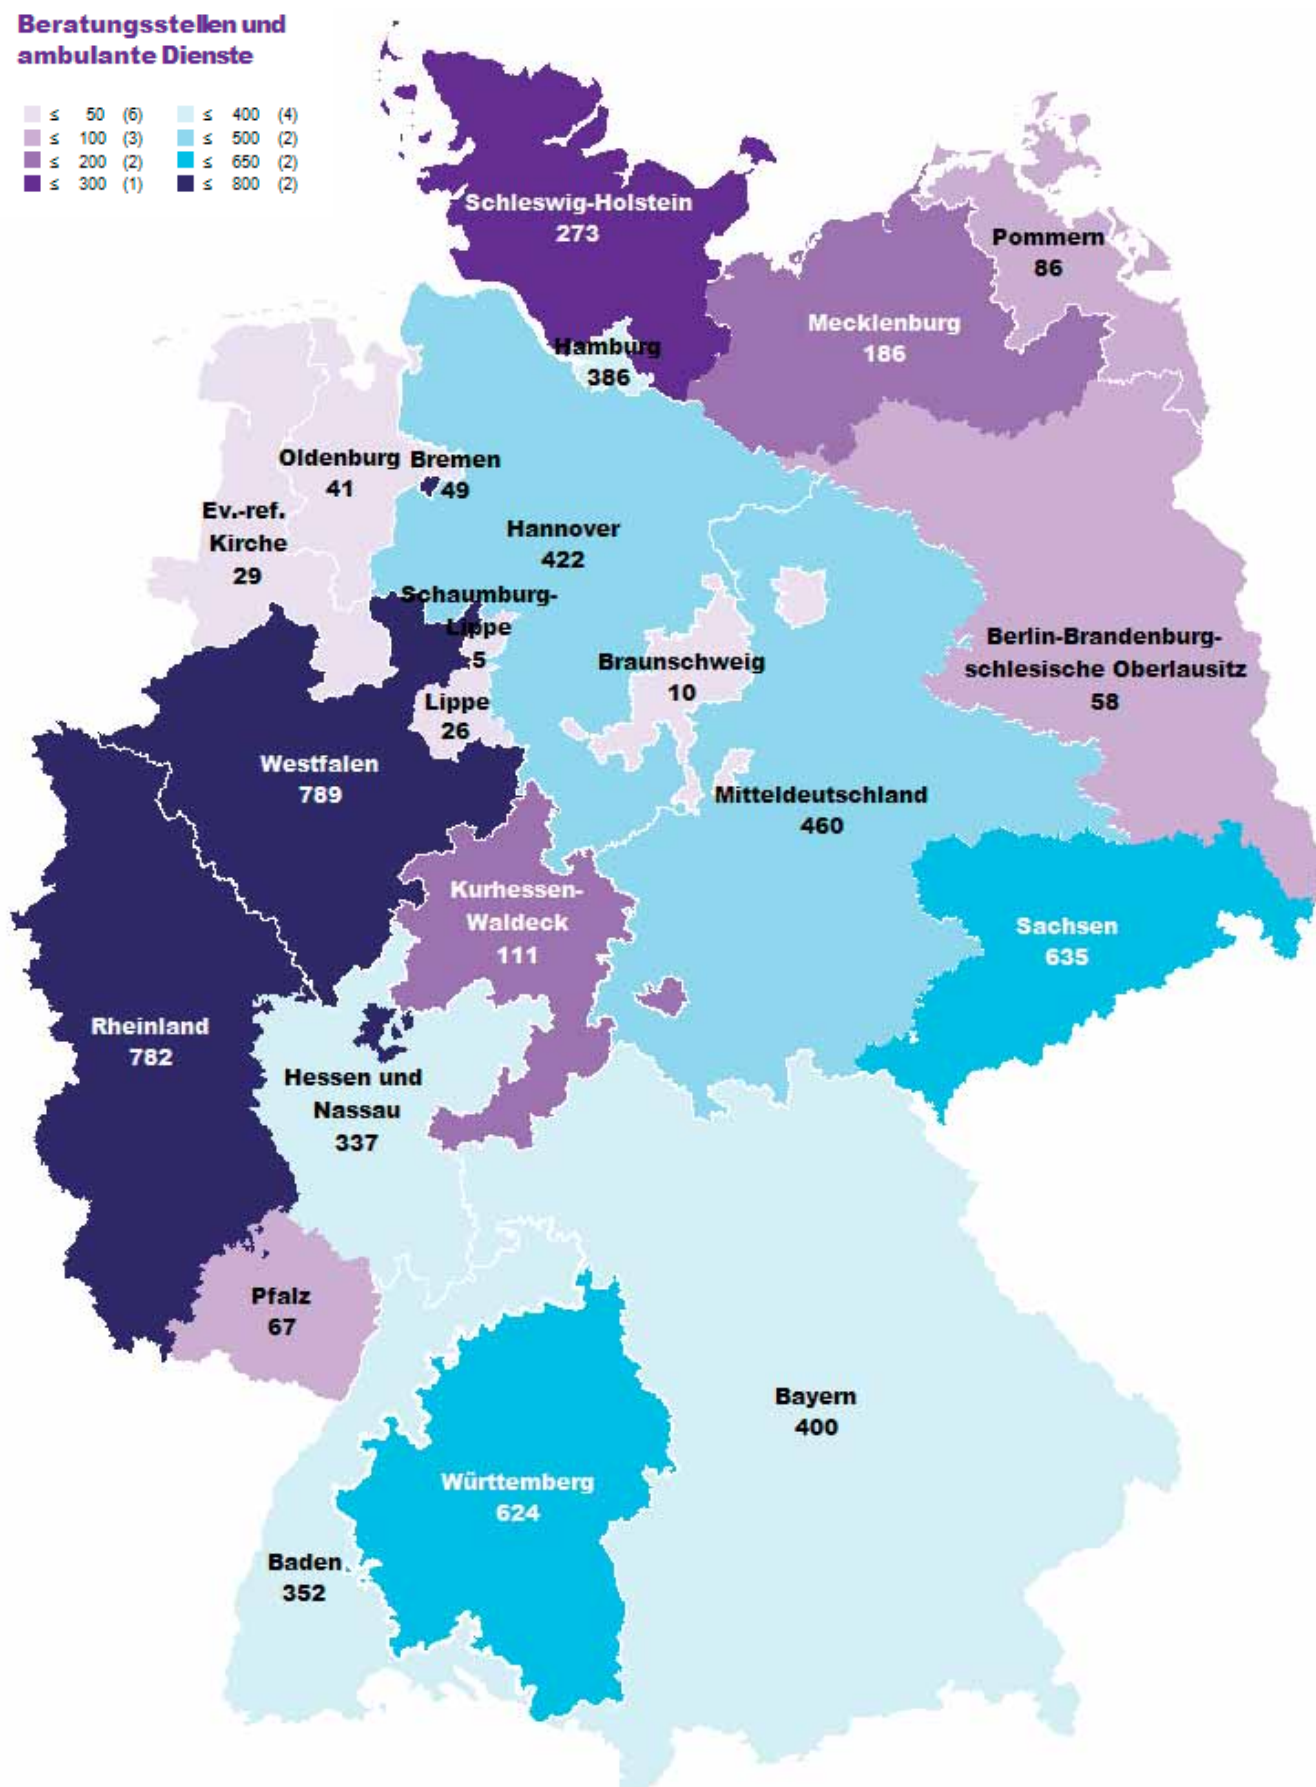 Beratungsstellen und
ambulante Dienste
≤ 50 (6)
≤ 100 (3)
≤ 200 (2)
≤ 300 (1)
≤ 400 (4)
≤ 500 (2)
≤ 650 (2)
≤ 800 (2)
Schleswig-Holstein
273
Pommern
86
Mecklenburg
186
Hamburg
386
Oldenburg
41
Bremen
49
Ev.-ref.
Kirche
29
Hannover
422
Schaumburg-
Lippe
5
Berlin-Brandenburg-
schlesische Oberlausitz
58
Braunschweig
10
Lippe
26
Westfalen
789
Mitteldeutschland
460
Kurhessen-
Waldeck
111
Sachsen
635
Rheinland
782
Hessen und
Nassau
337
Pfalz
67
Bayern
400
Württemberg
624
Baden
352